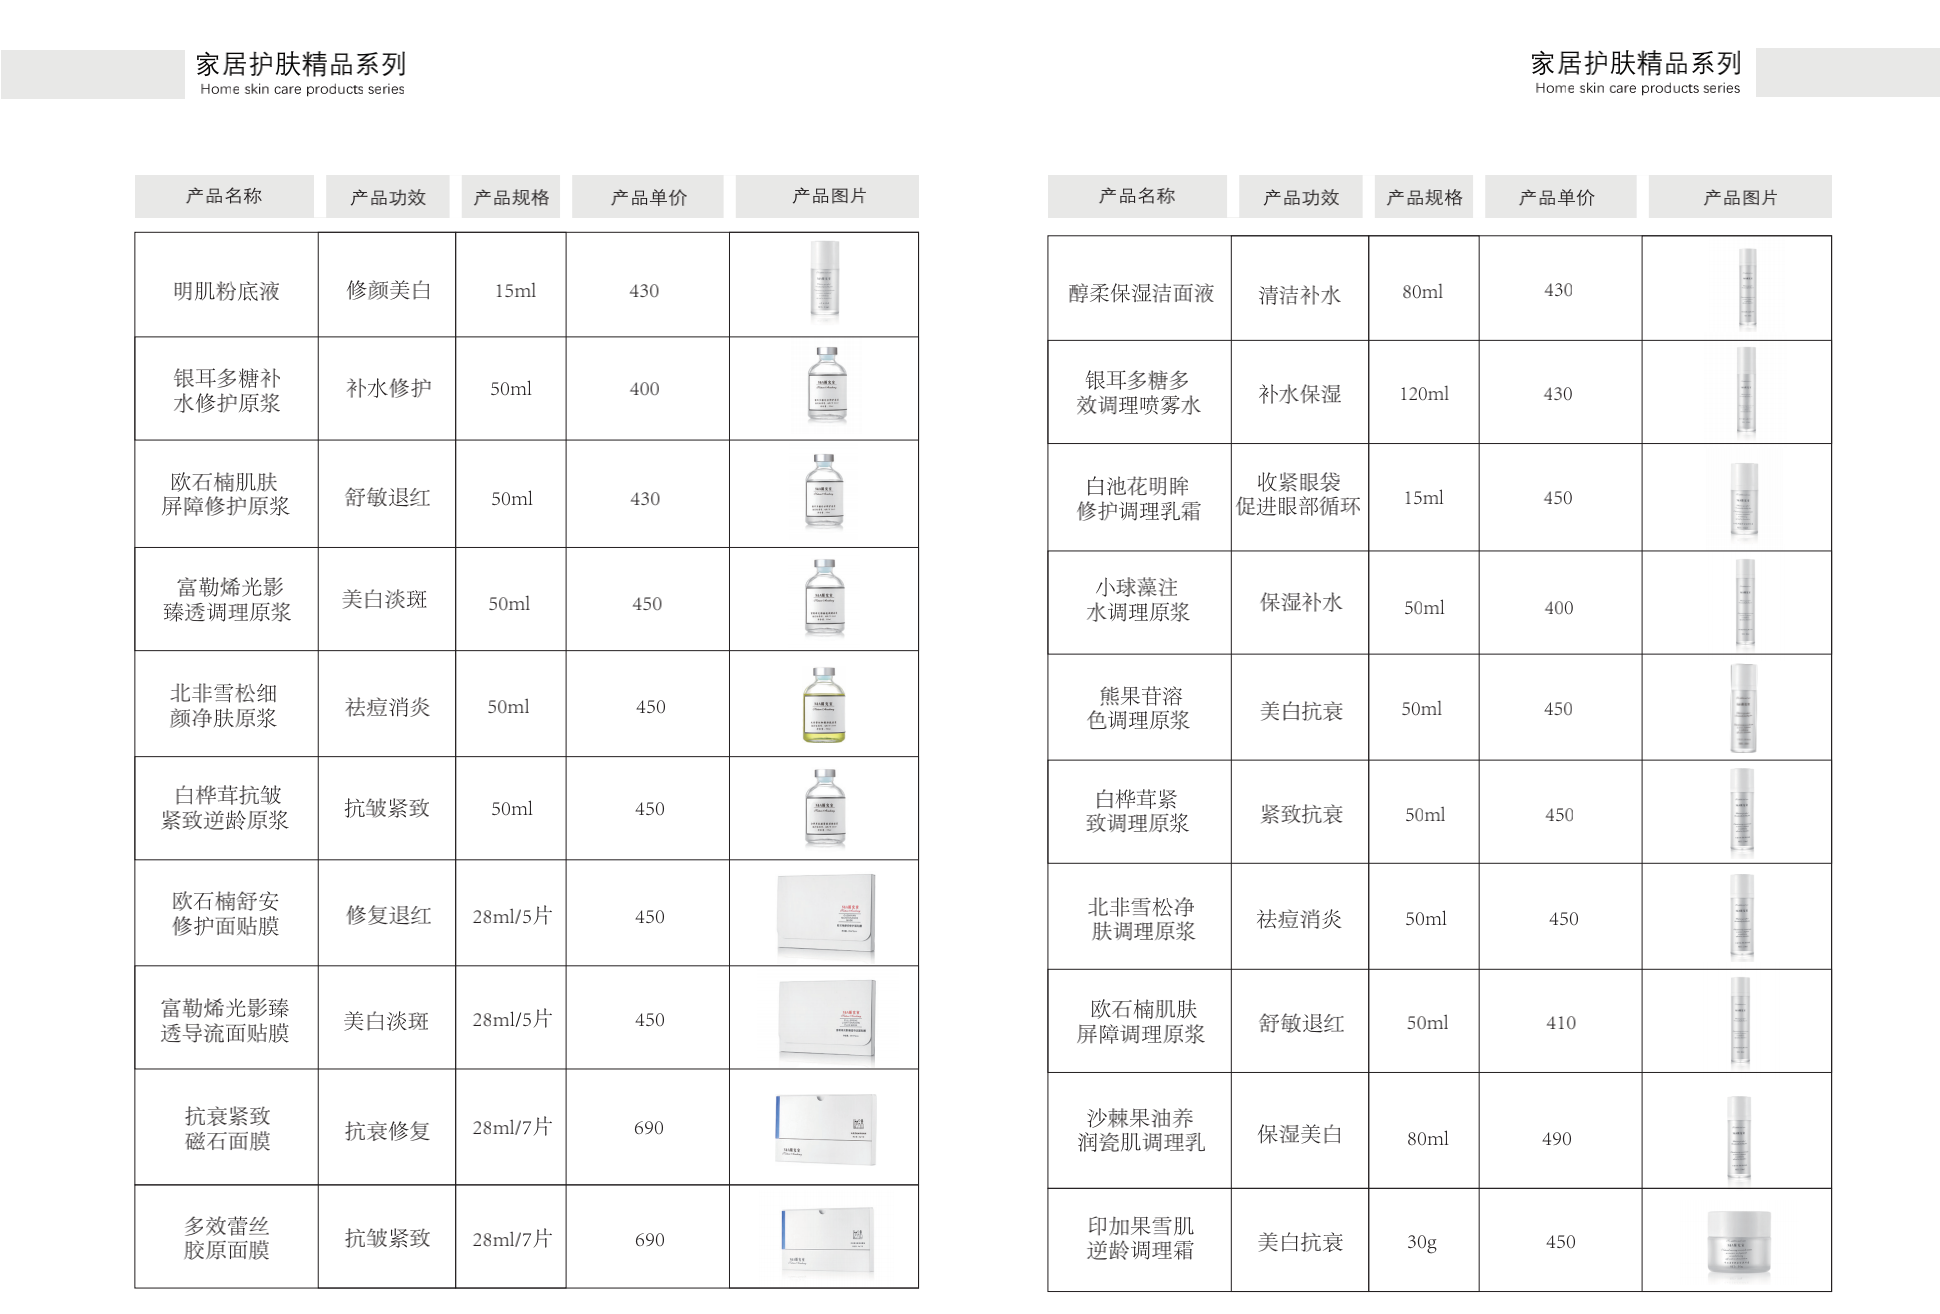 家居护肤精品系列
Home skin care products series
产品名称 产品功效 产品规格 产品单价 产品图片
明肌粉底液 修颜美白 15ml 430
银耳多糖补
水修护原浆
补水修护 50ml 400
欧石楠肌肤
屏障修护原浆
舒敏退红 50ml 430
富勒烯光影
臻透调理原浆
美白淡斑 50ml 450
北非雪松细
颜净肤原浆
祛痘消炎 50ml 450
白桦茸抗皱
紧致逆龄原浆
抗皱紧致 50ml 450
欧石楠舒安
修护面贴膜
修复退红 28ml/5片 450
富勒烯光影臻
透导流面贴膜
美白淡斑 28ml/5片 450
抗衰紧致
磁石面膜
抗衰修复 28ml/7片 690
多效蕾丝
胶原面膜
抗皱紧致 28ml/7片 690
家居护肤精品系列
Home skin care products series
产品名称 产品功效 产品规格 产品单价 产品图片
醇柔保湿洁面液 清洁补水 80ml 430
银耳多糖多
效调理喷雾水
补水保湿 120ml 430
白池花明眸
修护调理乳霜
收紧眼袋
促进眼部循环
15ml 450
小球藻注
水调理原浆
保湿补水 50ml 400
熊果苷溶
色调理原浆
美白抗衰 50ml 450
白桦茸紧
致调理原浆
紧致抗衰 50ml 450
北非雪松净
肤调理原浆
祛痘消炎 50ml 450
欧石楠肌肤
屏障调理原浆
舒敏退红 50ml 410
沙棘果油养
润瓷肌调理乳
保湿美白 80ml 490
印加果雪肌
逆龄调理霜
美白抗衰 30g 450